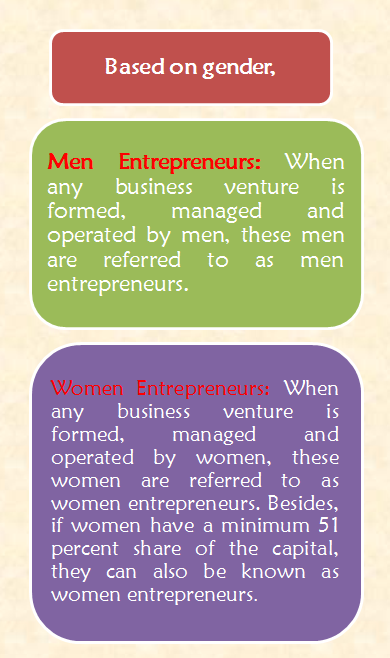 Based on gender,
Men Entrepreneurs: When
any business venture is
formed, managed and
operated by men, these men
are referred to as men
entrepreneurs.
Women Entrepreneurs: When
any business venture is
formed, managed and
operated by women, these
women are referred to as
women entrepreneurs. Besides,
if women have a minimum 51
percent share of the capital,
they can also be known as
women entrepreneurs.